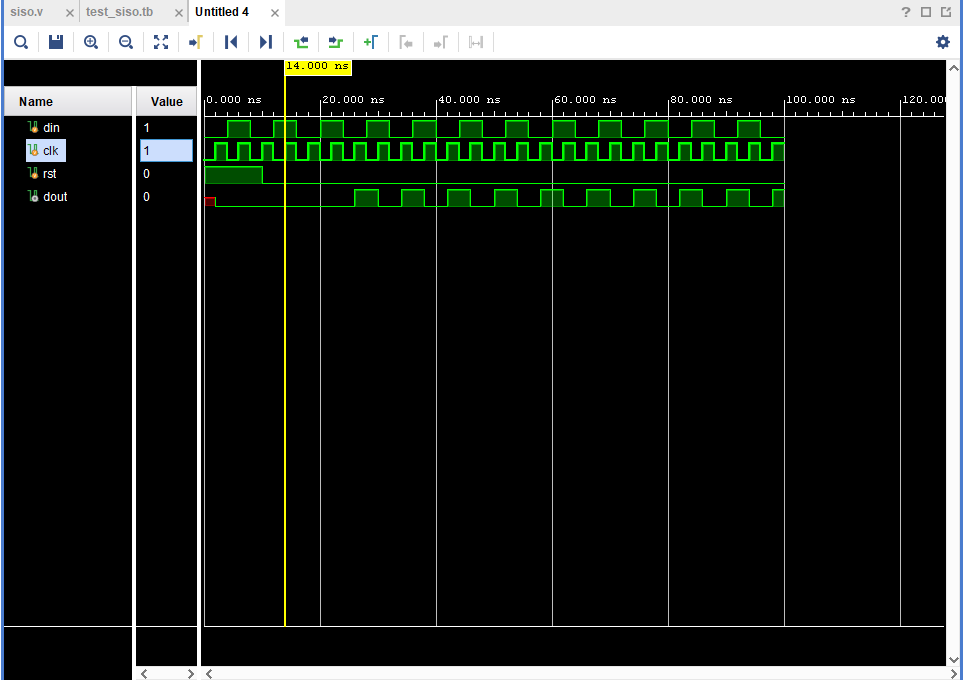 siso.v × test_siso.tb × Untitled 4 ×
?
14.000 ns
Name Value
0.000 ns 20.000 ns 40.000 ns 60.000 ns 80.000 ns 100.000 ns 120.00
din 1
clk 1
rst 0
dout 0